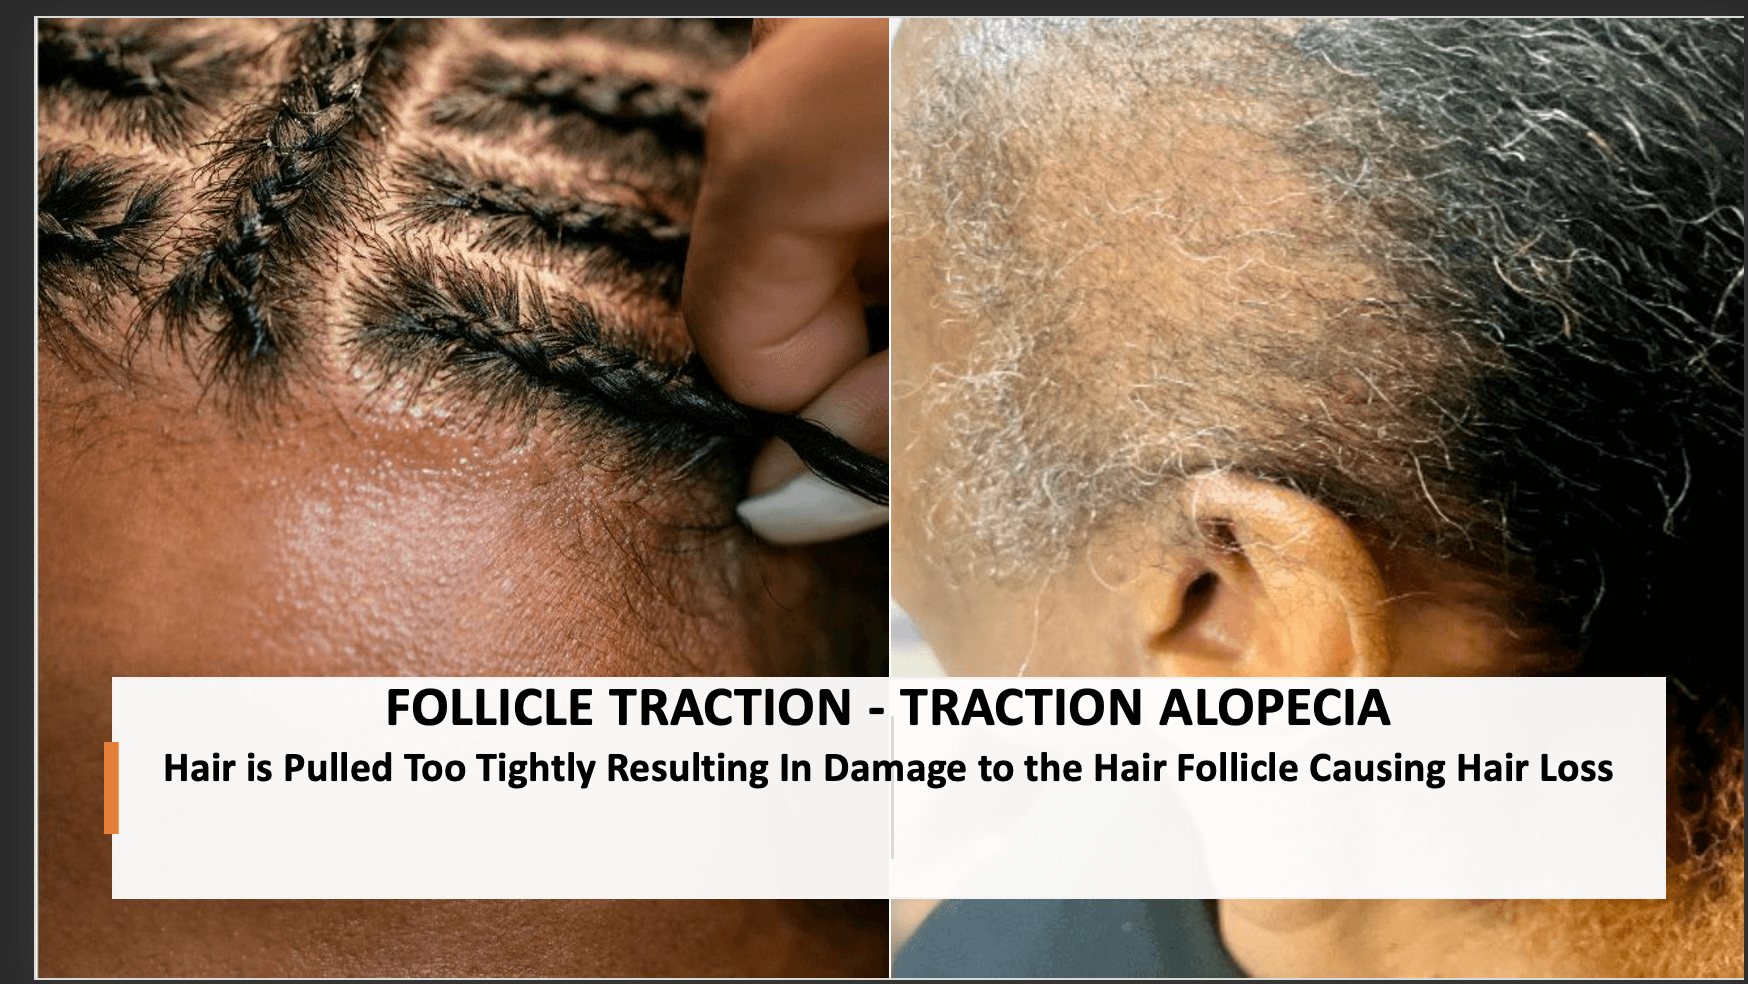 FOLLICLE TRACTION - TRACTION ALOPECIA
Hair is Pulled Too Tightly Resulting In Damage to the Hair Follicle Causing Hair Loss